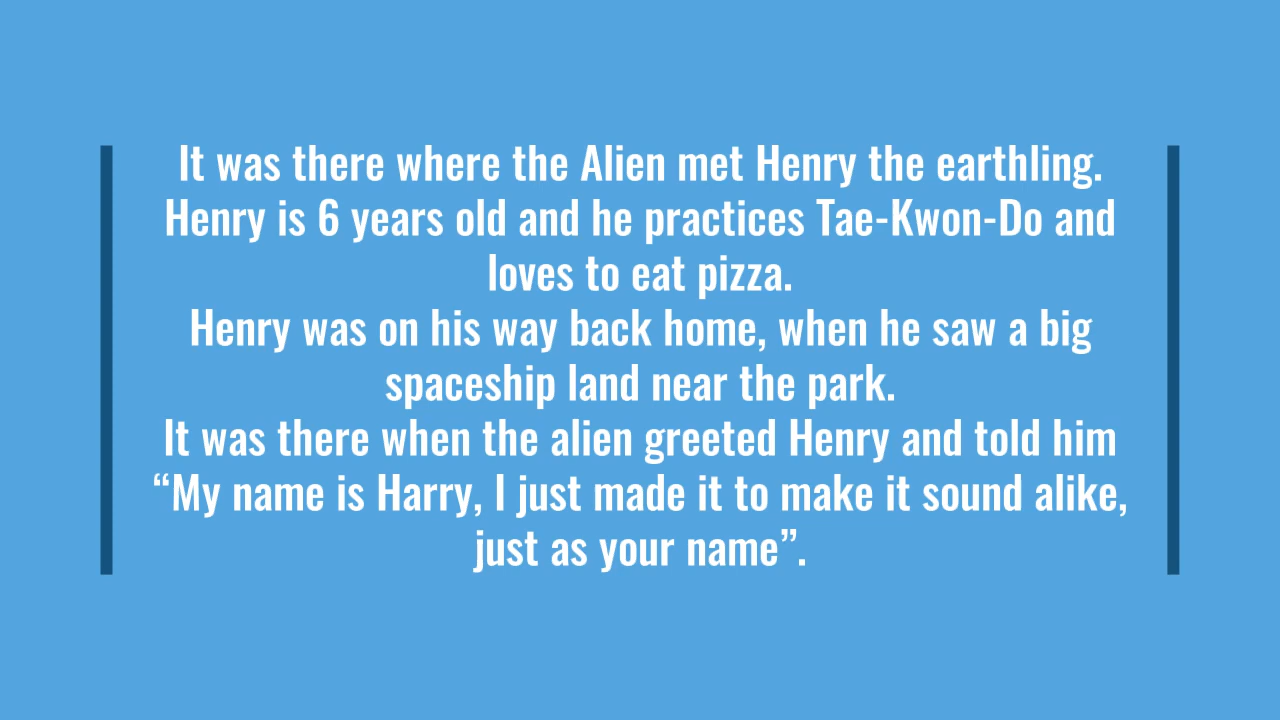 It was there where the Alien met Henry the earthling.
Henry is 6 years old and he practices Tae-Kwon-Do and
loves to eat pizza.
Henry was on his way back home, when he saw a big
spaceship land near the park.
It was there when the alien greeted Henry and told him
“My name is Harry, I just made it to make it sound alike,
just as your name”.